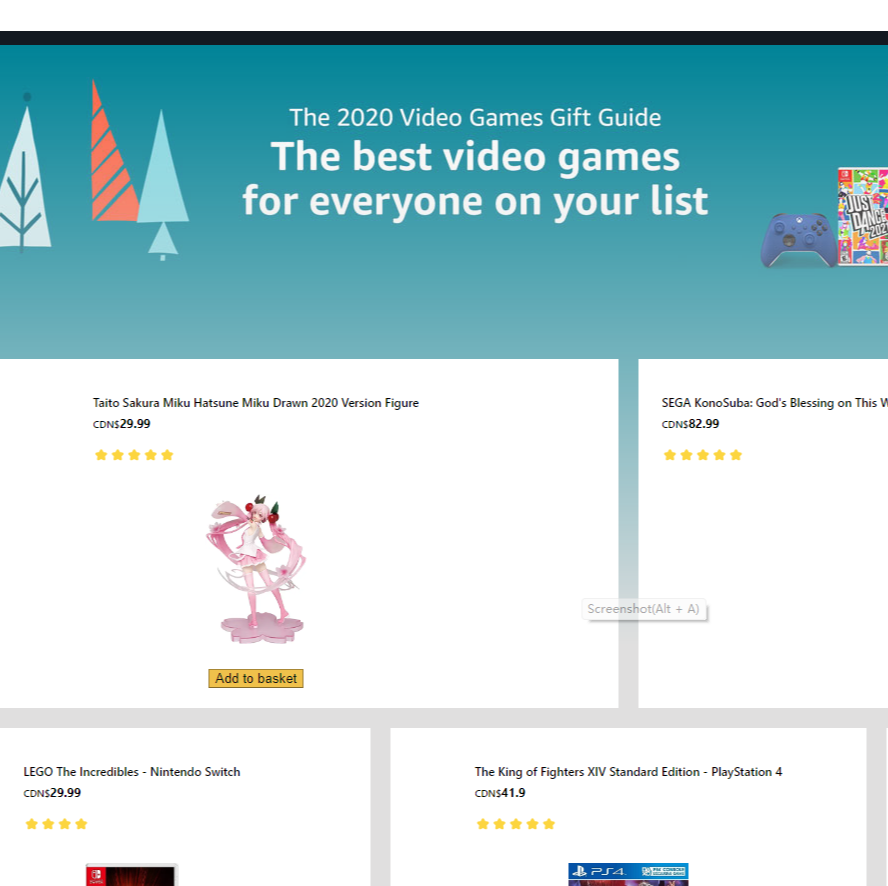 The 2020 Video Games Gift Guide
The best video games
for everyone on your list
JUST
DANCE
2021
Taito Sakura Miku Hatsune Miku Drawn 2020 Version Figure
CDN$29.99
SEGA KonoSuba: God's Blessing on This
CDN$82.99
Screenshot(Alt + A)
Add to basket
LEGO The Incredibles - Nintendo Switch
CDN$29.99
The King of Fighters XIV Standard Edition - PlayStation 4
CDN$41.9
PS4